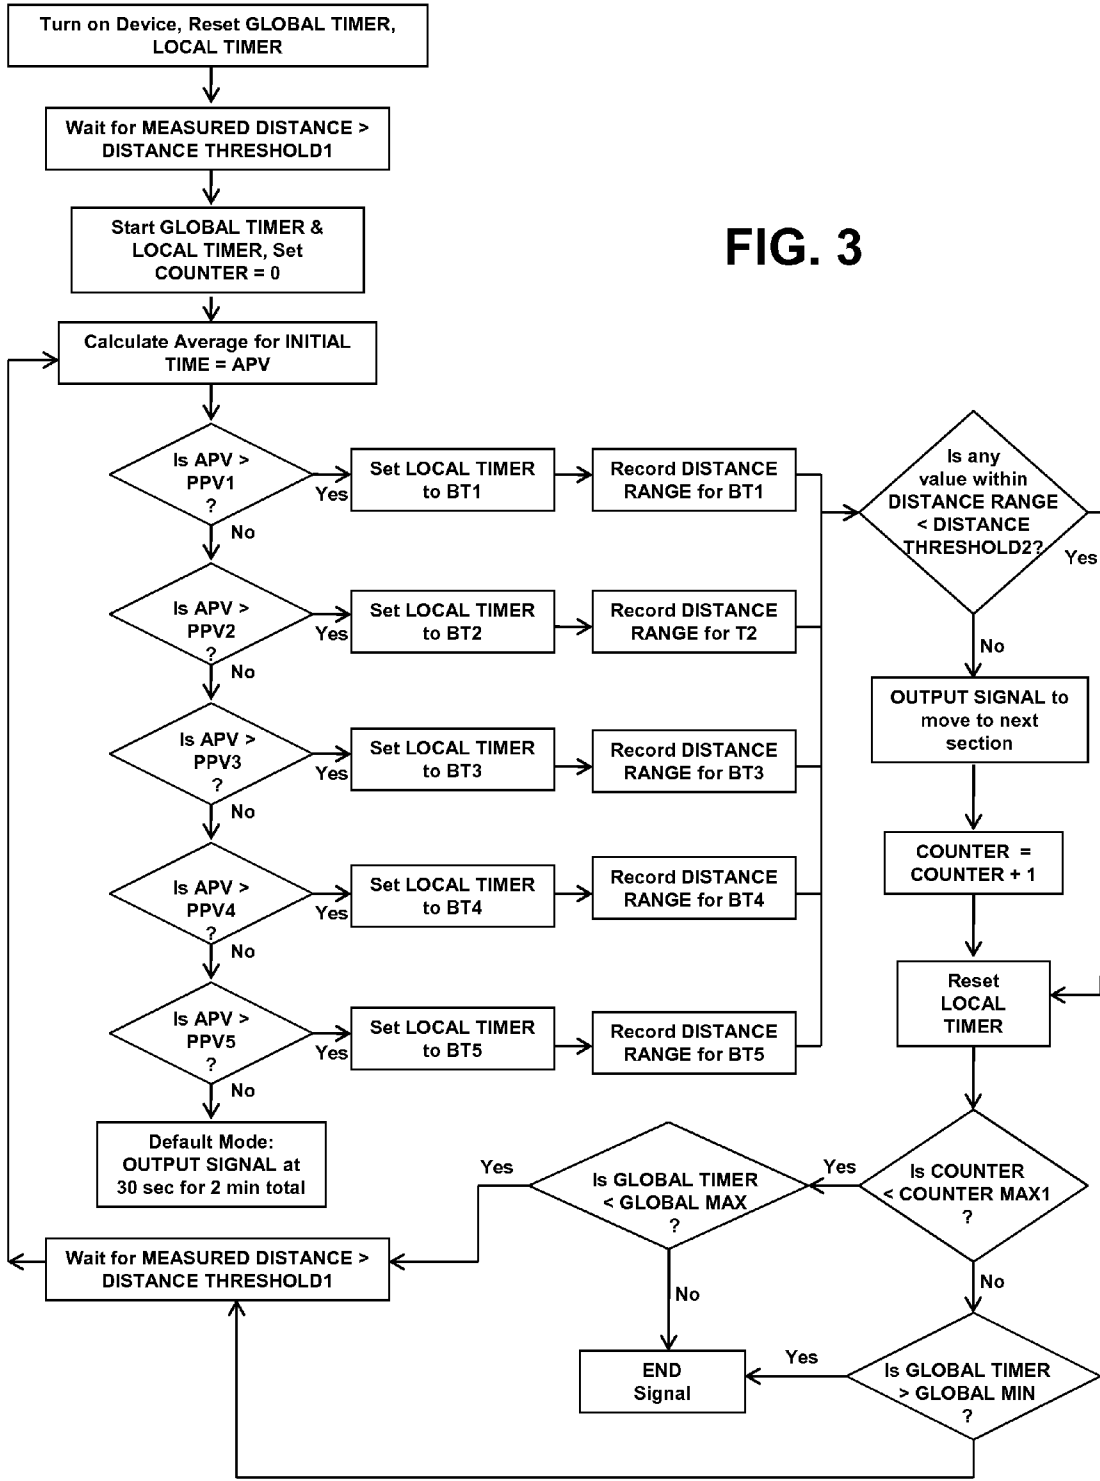 Turn on Device, Reset GLOBAL TIMER,
LOCAL TIMER
Wait for MEASURED DISTANCE >
DISTANCE THRESHOLD1
Start GLOBAL TIMER &
LOCAL TIMER, Set
COUNTER = 0
FIG. 3
Calculate Average for INITIAL
TIME = APV
Is APV >
PPV1
?
Yes
No
Set LOCAL TIMER
to BT1
Record DISTANCE
RANGE for BT1
Is APV >
PPV2
?
Yes
No
Set LOCAL TIMER
to BT2
Record DISTANCE
RANGE for T2
Is APV >
PPV3
?
Yes
No
Set LOCAL TIMER
to BT3
Record DISTANCE
RANGE for BT3
Is APV >
PPV4
?
Yes
No
Set LOCAL TIMER
to BT4
Record DISTANCE
RANGE for BT4
Is APV >
PPV5
?
Yes
No
Set LOCAL TIMER
to BT5
Record DISTANCE
RANGE for BT5
Default Mode:
OUTPUT SIGNAL at
30 sec for 2 min total
Is any
value within
DISTANCE RANGE
< DISTANCE
THRESHOLD2?
Yes
No
OUTPUT SIGNAL to
move to next
section
COUNTER =
COUNTER + 1
Reset
LOCAL
TIMER
Is COUNTER
< COUNTER MAX1
?
Yes
No
Is GLOBAL TIMER
< GLOBAL MAX
?
Yes
No
Wait for MEASURED DISTANCE >
DISTANCE THRESHOLD1
Is GLOBAL TIMER
> GLOBAL MIN
?
Yes
END
Signal